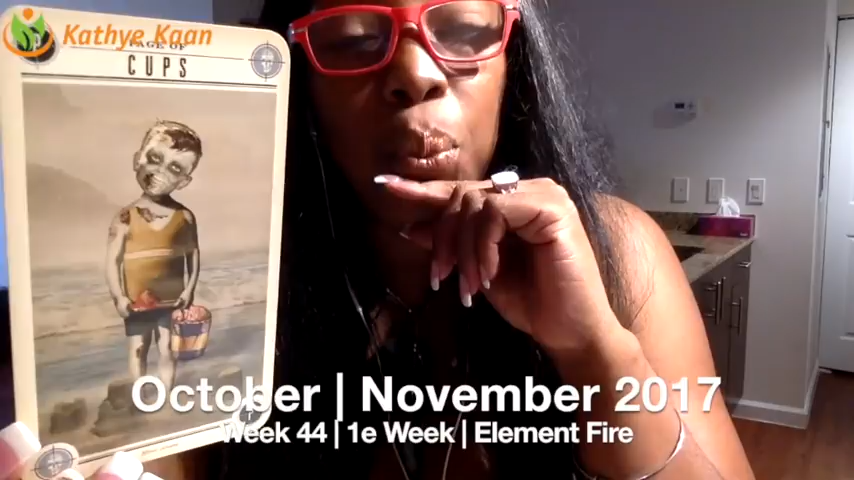 Kathye Kaan
PAGE OF
CUPS
October | November 2017
Week 44 | 1e Week | Element Fire